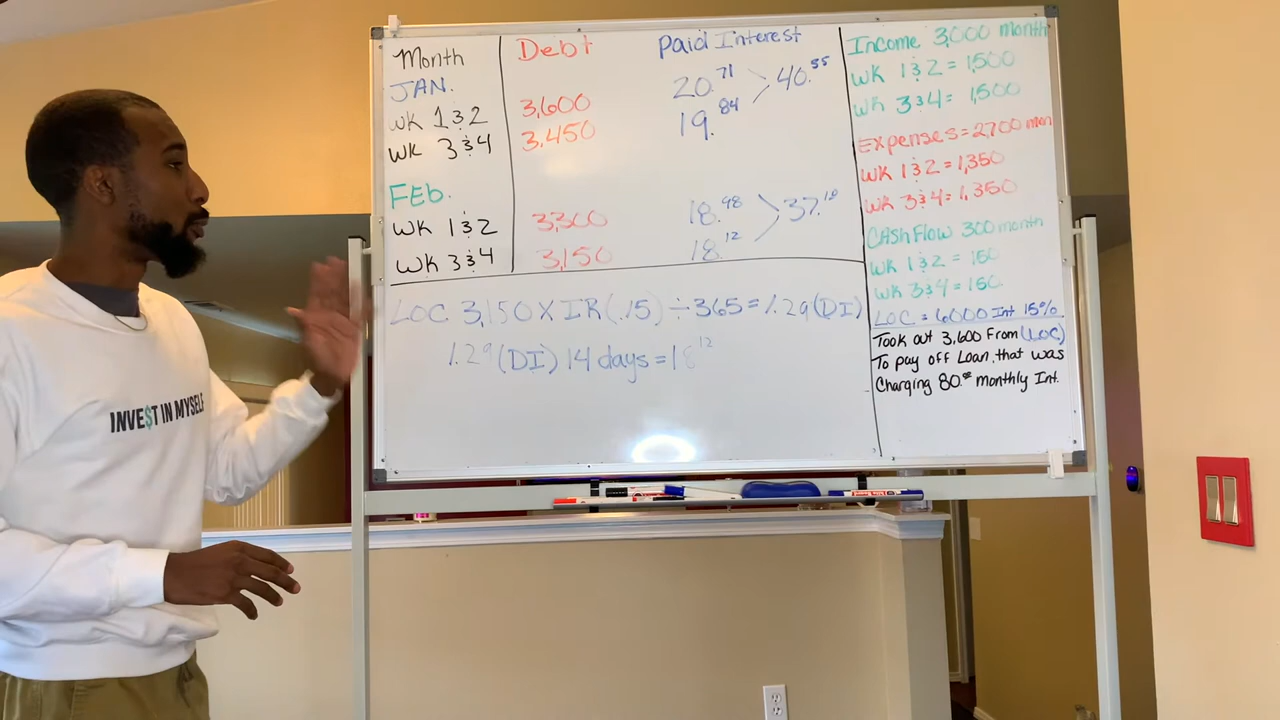 Month Debt Paid Interest
JAN.
WK 1&2 3,600 20.71
40.55
WK 3&4 3,450 19.84
FEb.
WK 1&2 3,300 18.98
37.10
WK 3&4 3,150 18.12
LOC 3,150 X IR (.15) ÷ 365 = 1.29 (DI)
1.29 (DI) 14 days = 18.12
Income 3,000 month
WK 1&2 = 1,500
WK 3&4 = 1,500
Expenses = 2700 mon
WK 1&2 = 1,350
WK 3&4 = 1,350
CAshFlow 300 month
WK 1&2 = 150
WK 3&4 = 150.
LOC = 6000 Int 15%
Took out 3,600 From (LOC)
To pay off Loan, that was
Charging 80.00 monthly Int.
INVE$T IN MYSELF